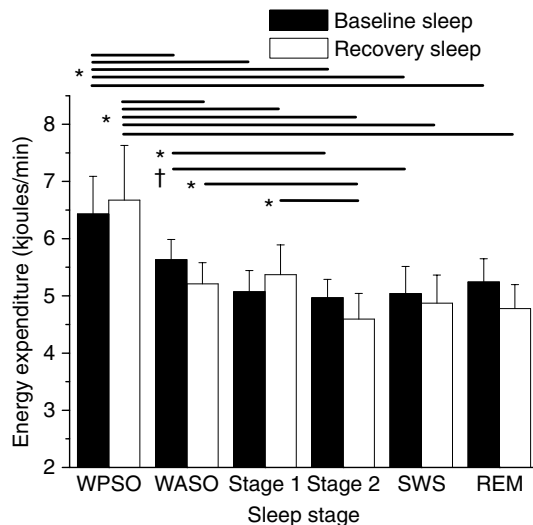 Baseline sleep
Recovery sleep
*
*
*
†
*
*
8
7
6
5
4
3
2
Energy expenditure (kjoules/min)
WPSO WASO Stage 1 Stage 2 SWS REM
Sleep stage